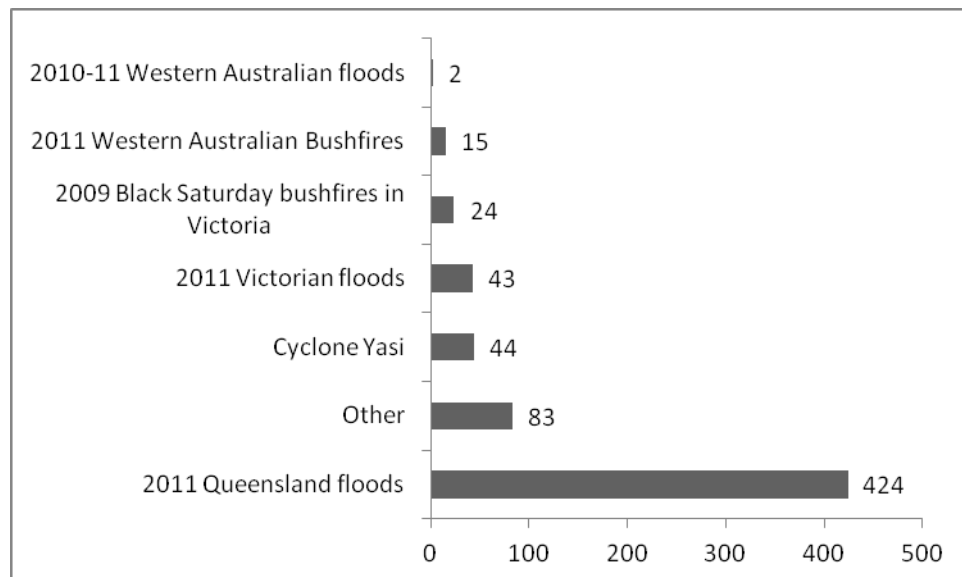 2010-11 Western Australian floods 2
2011 Western Australian Bushfires 15
2009 Black Saturday bushfires in
Victoria 24
2011 Victorian floods 43
Cyclone Yasi 44
Other 83
2011 Queensland floods 424
0 100 200 300 400 500